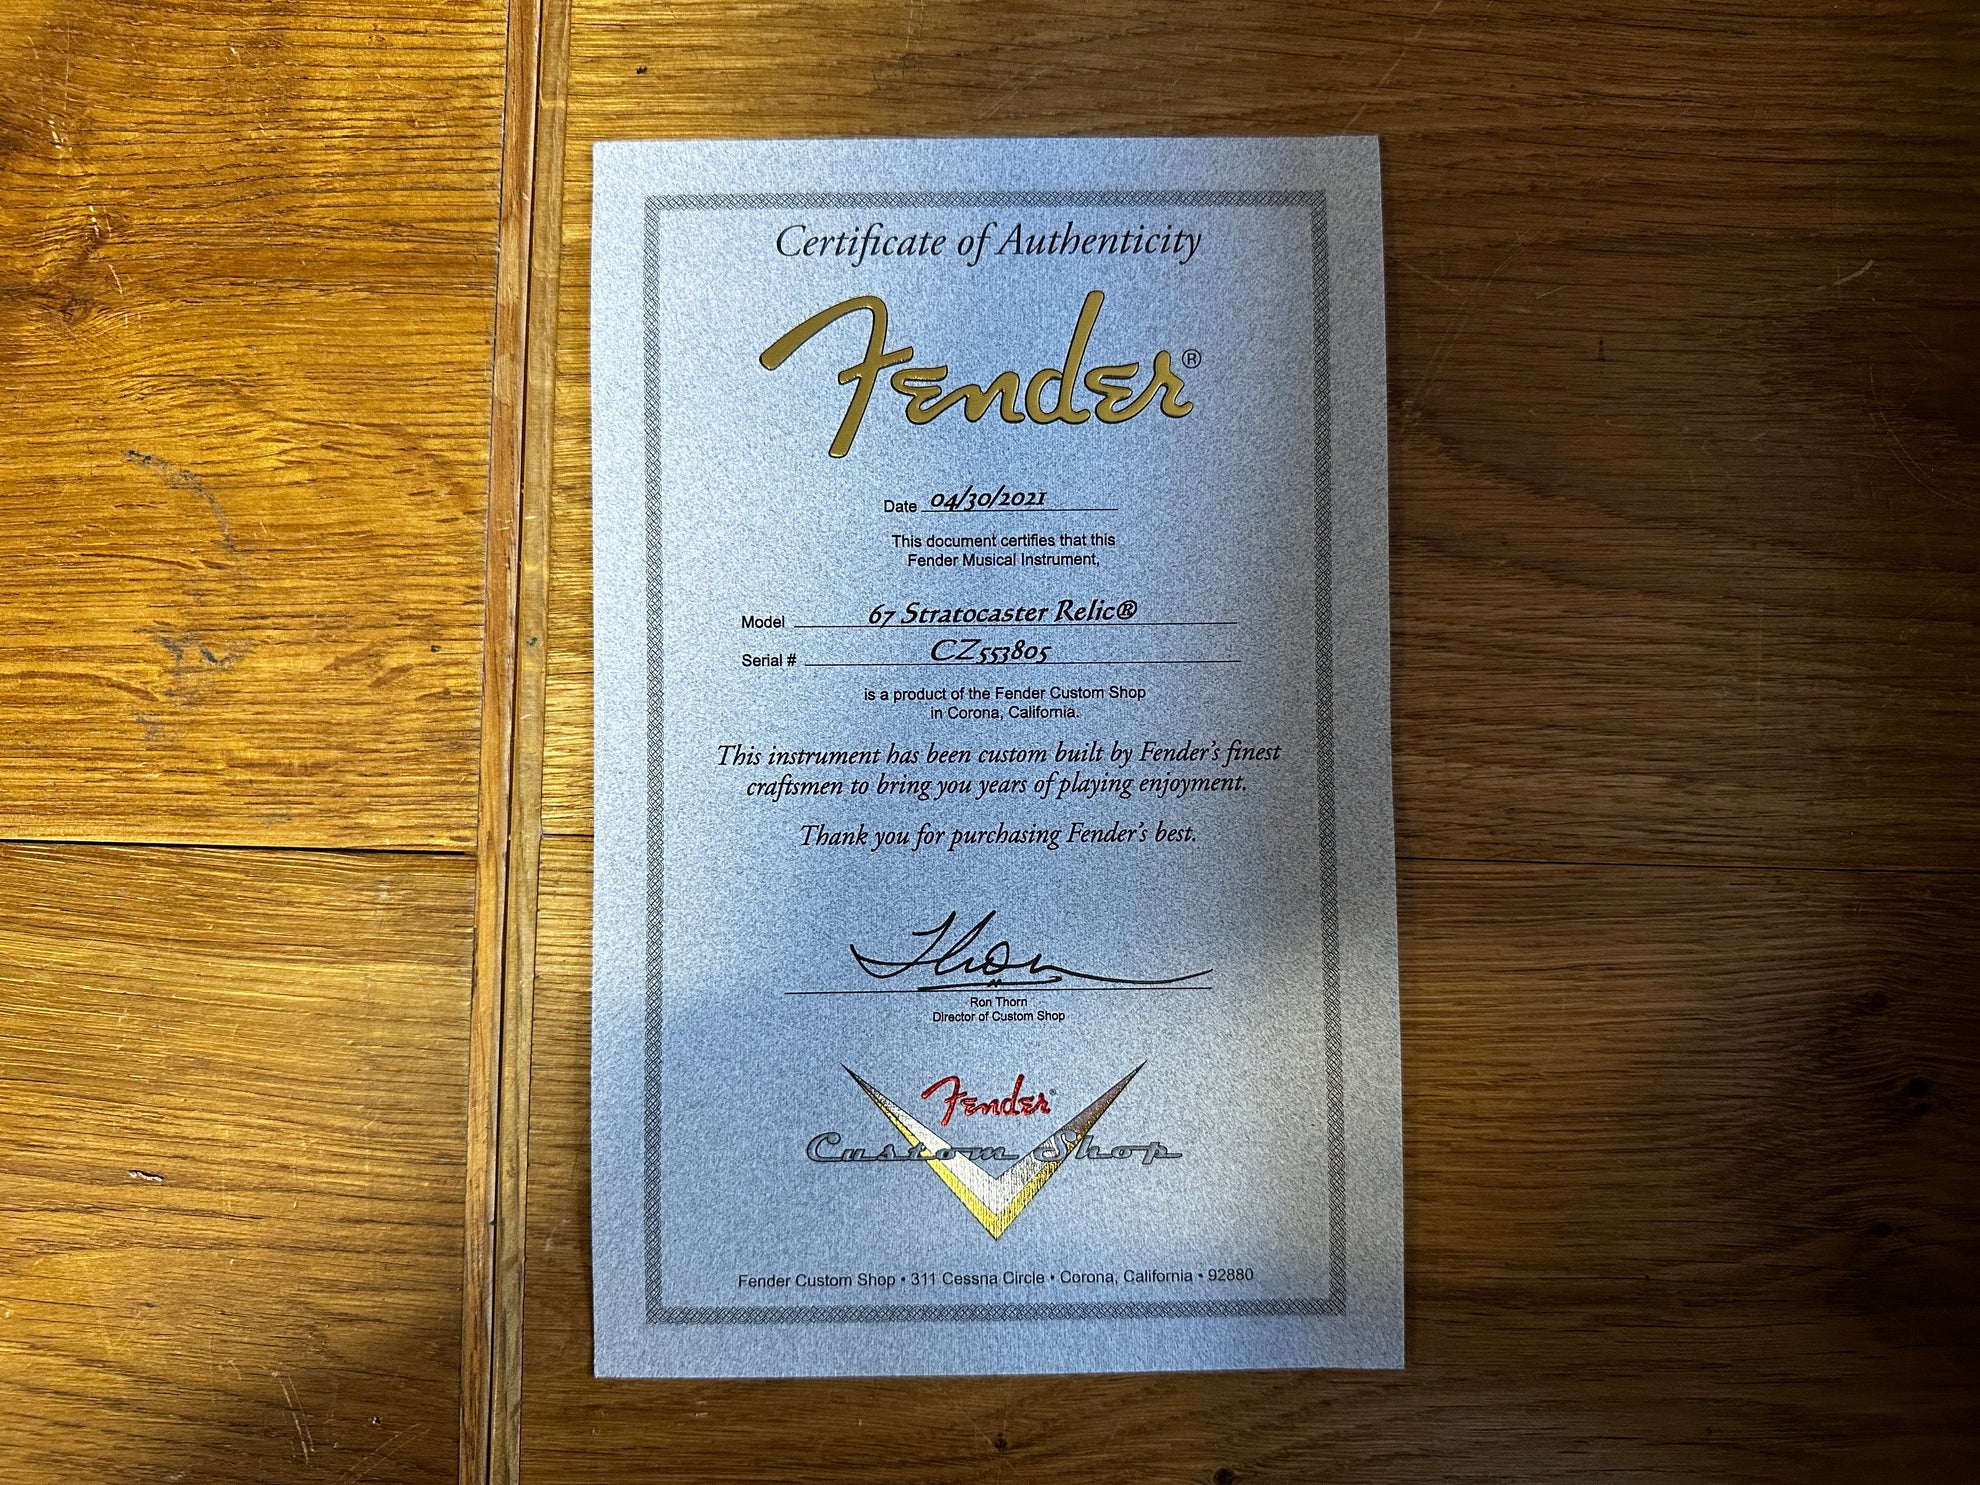 Certificate of Authenticity
Fender®
Date 04/30/2021
This document certifies that this
Fender Musical Instrument,
Model 67 Stratocaster Relic®
Serial # CZ553805
is a product of the Fender Custom Shop
in Corona, California.
This instrument has been custom built by Fender's finest
craftsmen to bring you years of playing enjoyment.
Thank you for purchasing Fender's best.
Thorn
Ron Thorn
Director of Custom Shop
Fender®
Custom Shop
Fender Custom Shop • 311 Cessna Circle • Corona, California • 92880